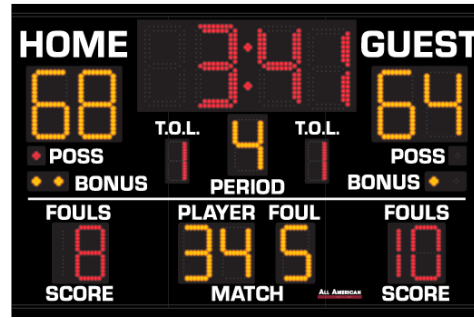 HOME 3:41 GUEST
68 64
T.O.L. T.O.L.
1 4 1
POSS POSS
BONUS PERIOD BONUS
FOULS PLAYER FOUL FOULS
8 34 5 10
SCORE MATCH ALL AMERICAN SCORE